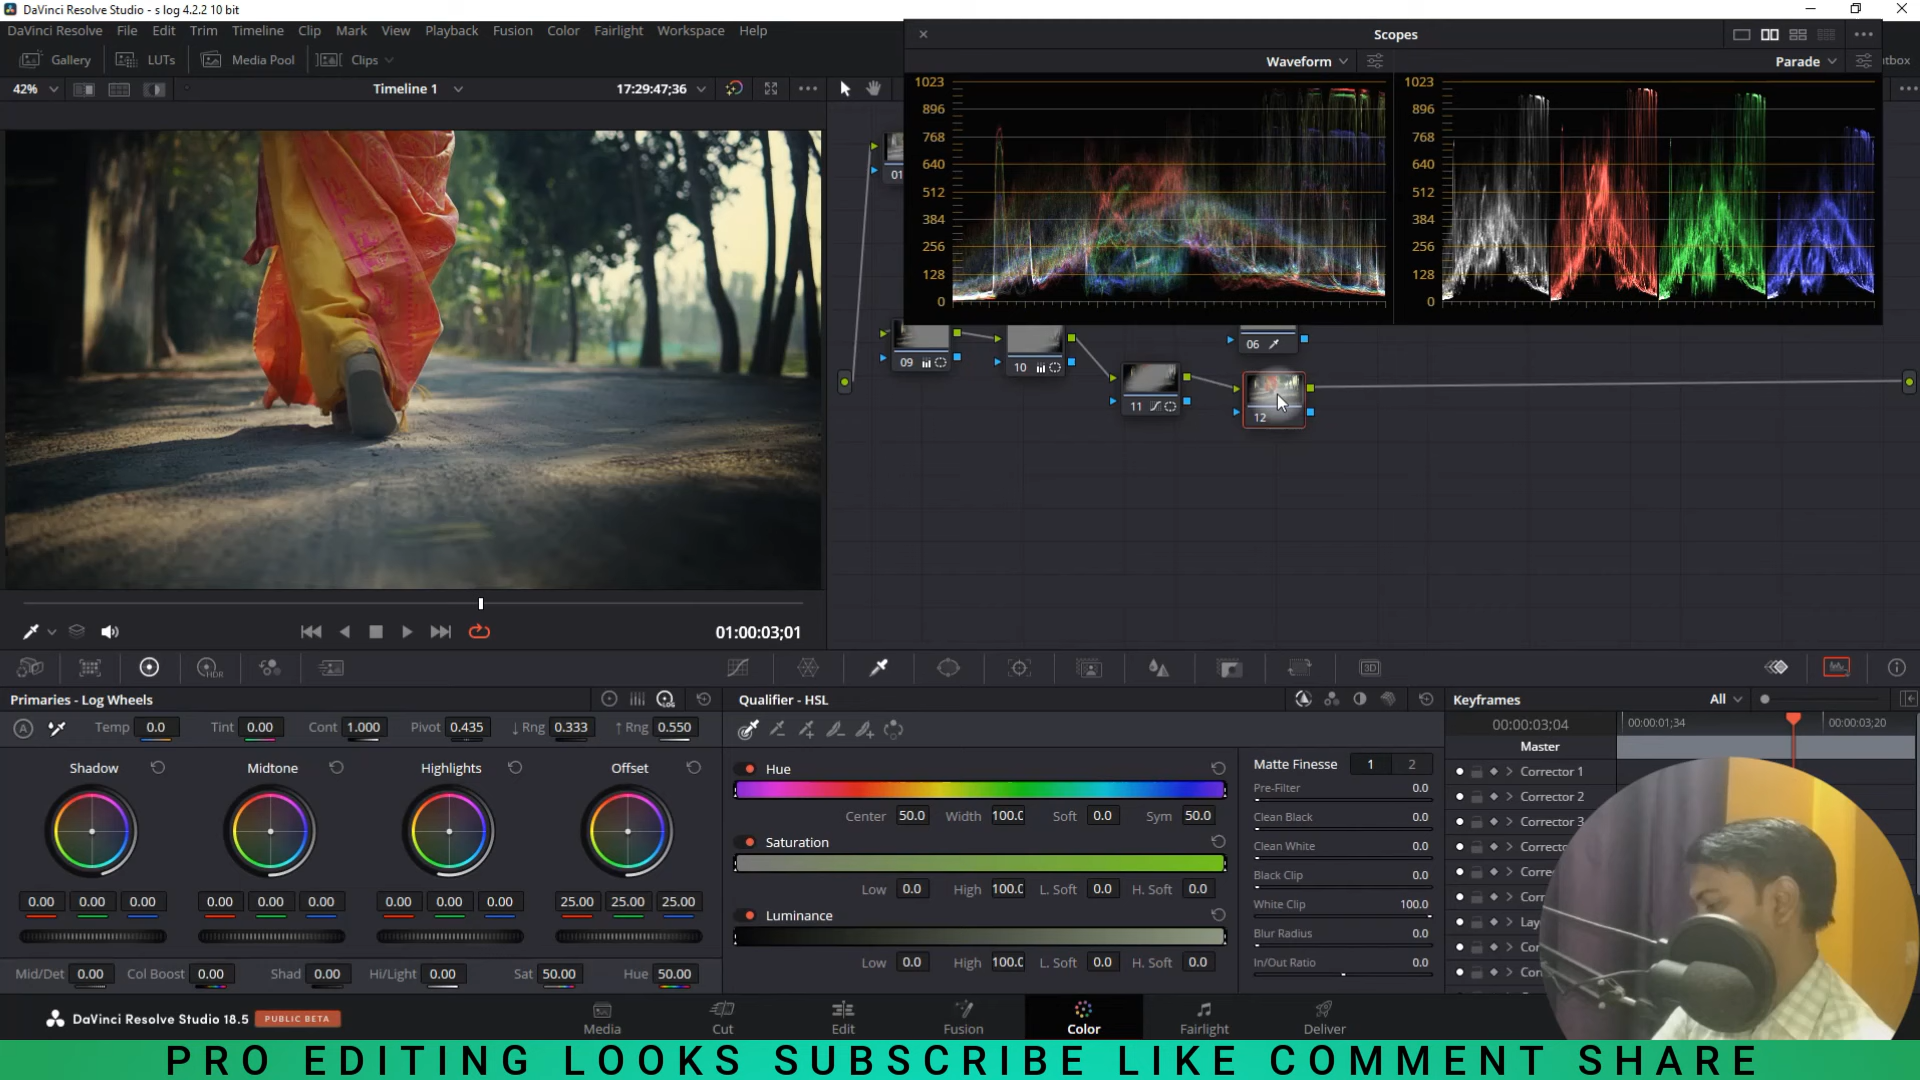 DaVinci Resolve Studio - s log 4.2.2 10 bit
DaVinci Resolve File Edit Trim Timeline Clip Mark View Playback Fusion Color Fairlight Workspace Help
Gallery LUTs Media Pool Clips
42% Timeline 1 17:29:47;36
Scopes
Waveform Parade
1023 1023
896 896
768 768
640 640
512 512
384 384
256 256
128 128
0 0
01
09 10 11 12 06
01:00:03;01
Primaries - Log Wheels
A Temp 0.0 Tint 0.00 Cont 1.000 Pivot 0.435 ↓ Rng 0.333 ↑ Rng 0.550
Shadow Midtone Highlights Offset
0.00 0.00 0.00 0.00 0.00 0.00 0.00 0.00 0.00 25.00 25.00 25.00
Mid/Det 0.00 Col Boost 0.00 Shad 0.00 Hi/Light 0.00 Sat 50.00 Hue 50.00
Qualifier - HSL
Hue
Center 50.0 Width 100.0 Soft 0.0 Sym 50.0
Saturation
Low 0.0 High 100.0 L. Soft 0.0 H. Soft 0.0
Luminance
Low 0.0 High 100.0 L. Soft 0.0 H. Soft 0.0
HDR
3D
Matte Finesse 1 2
Pre-Filter 0.0
Clean Black 0.0
Clean White 0.0
Black Clip 0.0
White Clip 100.0
Blur Radius 0.0
In/Out Ratio 0.0
Keyframes All
00:00:03;04 00:00:01;34 00:00:03;20
Master
Corrector 1
Corrector 2
Corrector 3
DaVinci Resolve Studio 18.5 PUBLIC BETA
Media Cut Edit Fusion Color Fairlight Deliver
PRO EDITING LOOKS SUBSCRIBE LIKE COMMENT SHARE